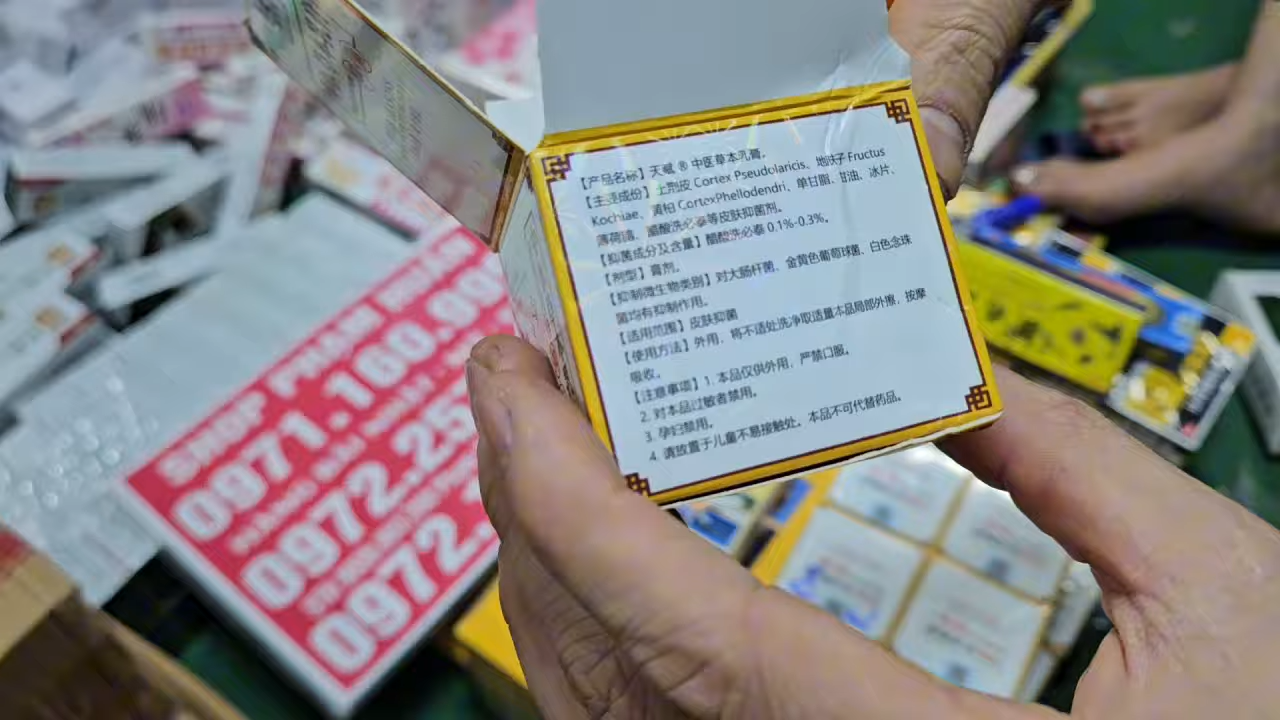 【产品名称】天赋 ® 中医草本乳膏。
【主要成份】土荆皮 Cortex Pseudolaricis、地肤子 Fructus
Kochiae、黄柏 CortexPhellodendri、单甘脂、甘油、冰片、
薄荷脑、醋酸洗必泰等皮肤抑菌剂。
【抑菌成分及含量】醋酸洗必泰 0.1%-0.3%。
【剂型】膏剂。
【抑制微生物类别】对大肠杆菌、金黄色葡萄球菌、白色念珠
菌均有抑制作用。
【适用范围】皮肤抑菌
【使用方法】外用，将不适处洗净取适量本品局部外擦，按摩
吸收。
【注意事项】1. 本品仅供外用，严禁口服。
2. 对本品过敏者禁用。
3. 孕妇禁用。
4. 请放置于儿童不易接触处。本品不可代替药品。
0971.160.99
0972.25
0972.